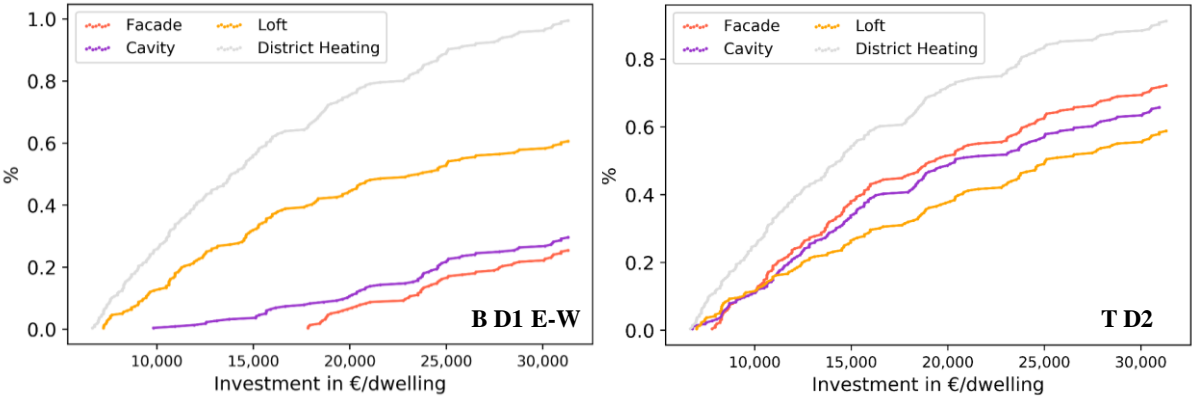 Facade
Cavity
Loft
District Heating
%
1.0
0.8
0.6
0.4
0.2
0.0
10,000 15,000 20,000 25,000 30,000
Investment in €/dwelling
B D1 E-W
Facade
Cavity
Loft
District Heating
%
0.8
0.6
0.4
0.2
0.0
10,000 15,000 20,000 25,000 30,000
Investment in €/dwelling
T D2